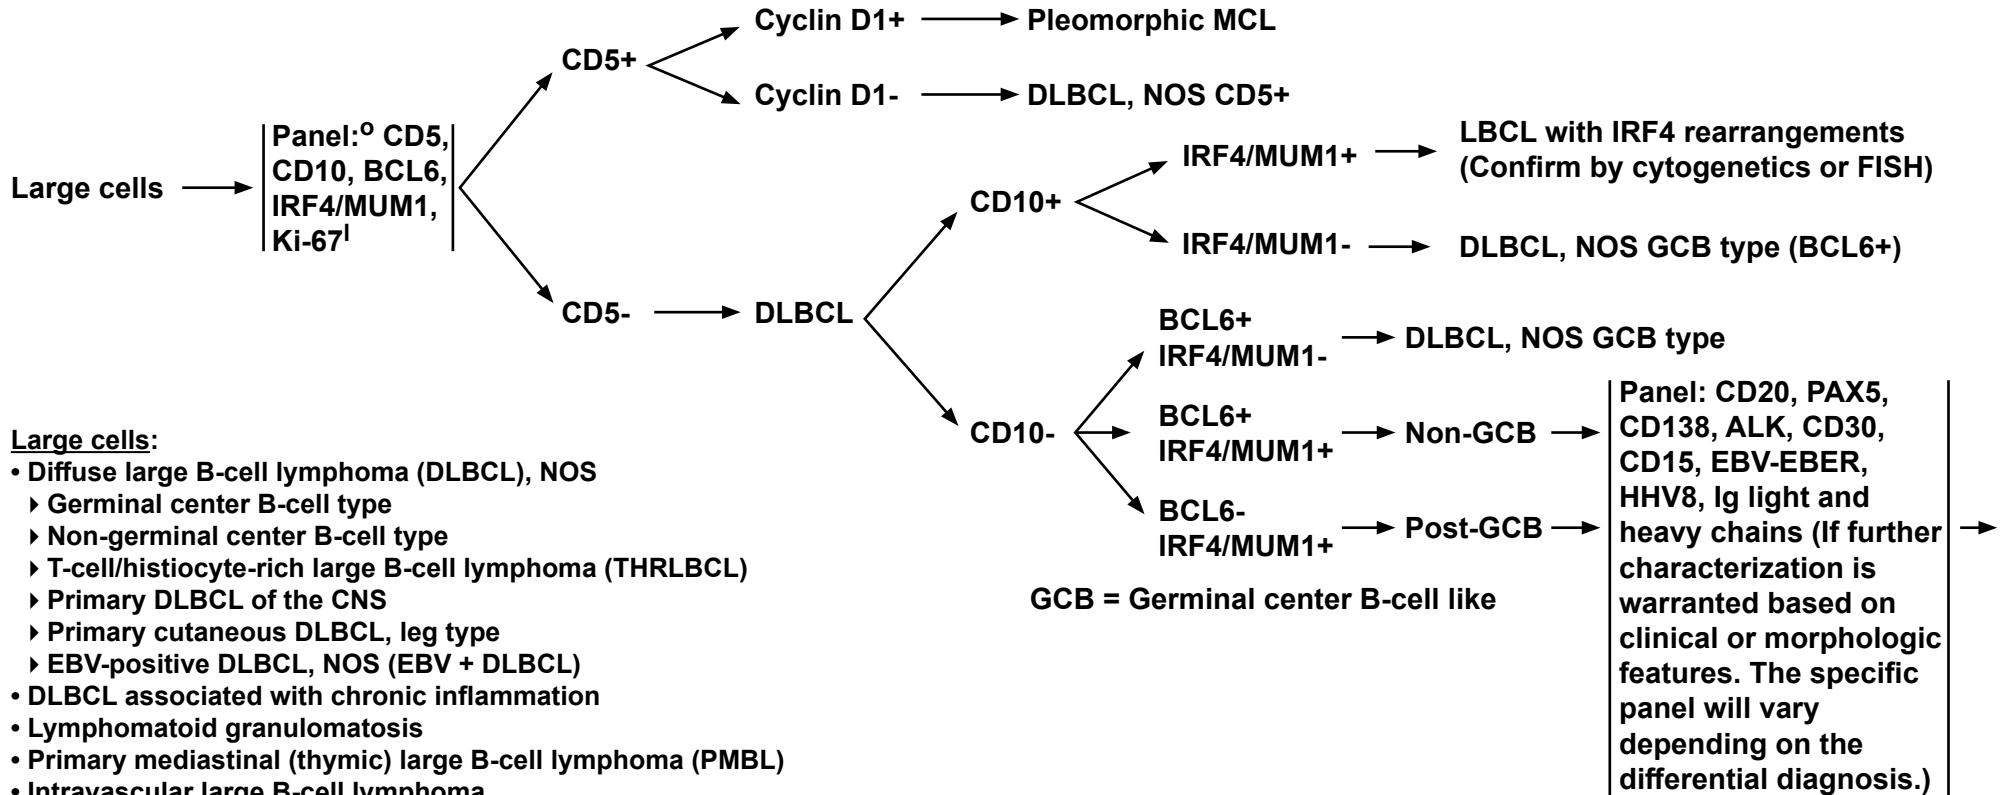 Large cells
Panel:o CD5,
CD10, BCL6,
IRF4/MUM1,
Ki-67l
CD5+
Cyclin D1+
Pleomorphic MCL
Cyclin D1-
DLBCL, NOS CD5+
CD5-
DLBCL
CD10+
IRF4/MUM1+
LBCL with IRF4 rearrangements
(Confirm by cytogenetics or FISH)
IRF4/MUM1-
DLBCL, NOS GCB type (BCL6+)
CD10-
BCL6+
IRF4/MUM1-
DLBCL, NOS GCB type
BCL6+
IRF4/MUM1+
Non-GCB
BCL6-
IRF4/MUM1+
Post-GCB
Panel: CD20, PAX5,
CD138, ALK, CD30,
CD15, EBV-EBER,
HHV8, Ig light and
heavy chains (If further
characterization is
warranted based on
clinical or morphologic
features. The specific
panel will vary
depending on the
differential diagnosis.)
GCB = Germinal center B-cell like
Large cells:
• Diffuse large B-cell lymphoma (DLBCL), NOS
‣ Germinal center B-cell type
‣ Non-germinal center B-cell type
‣ T-cell/histiocyte-rich large B-cell lymphoma (THRLBCL)
‣ Primary DLBCL of the CNS
‣ Primary cutaneous DLBCL, leg type
‣ EBV-positive DLBCL, NOS (EBV + DLBCL)
• DLBCL associated with chronic inflammation
• Lymphomatoid granulomatosis
• Primary mediastinal (thymic) large B-cell lymphoma (PMBL)
• Intravascular large B-cell lymphoma